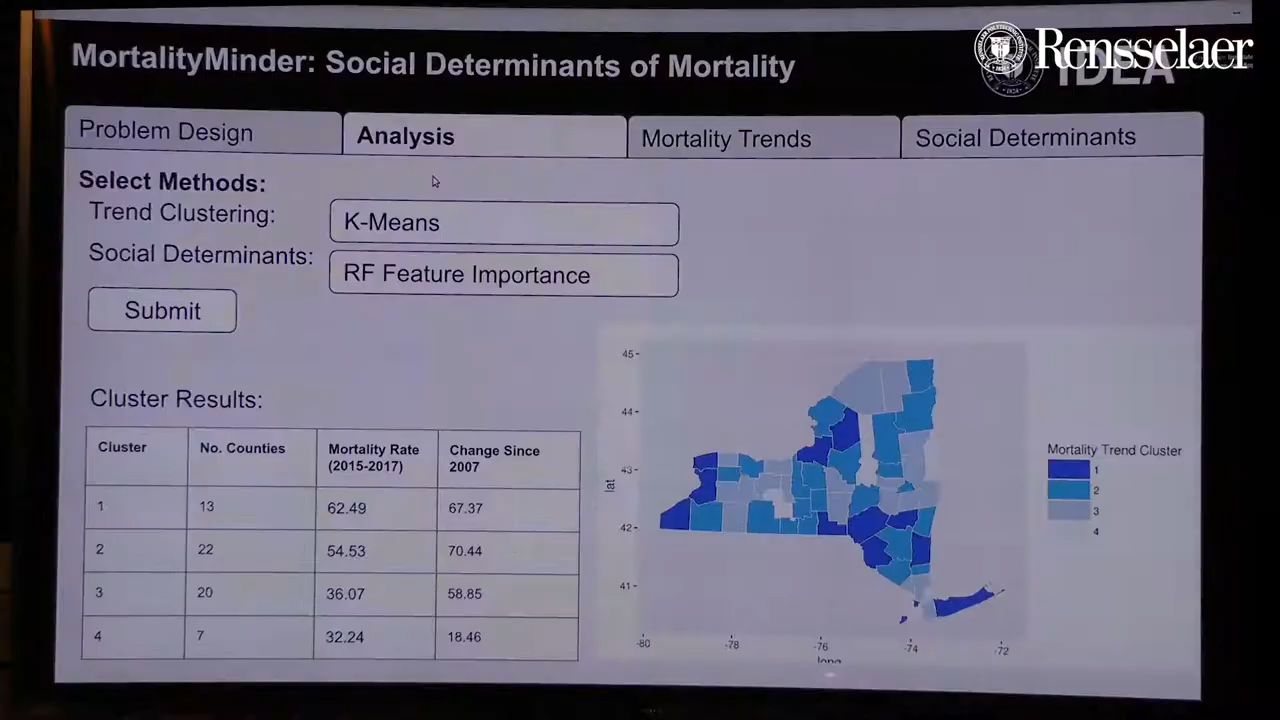 Rensselaer
IDEA
MortalityMinder: Social Determinants of Mortality
Problem Design
Analysis
Mortality Trends
Social Determinants
Select Methods:
Trend Clustering:
K-Means
Social Determinants:
RF Feature Importance
Submit
Cluster Results:
Cluster No. Counties Mortality Rate (2015-2017) Change Since 2007
1 13 62.49 67.37
2 22 54.53 70.44
3 20 36.07 58.85
4 7 32.24 18.46
45
44
43
42
41
lat
-80 -78 -76 -74 -72
long
Mortality Trend Cluster
1
2
3
4